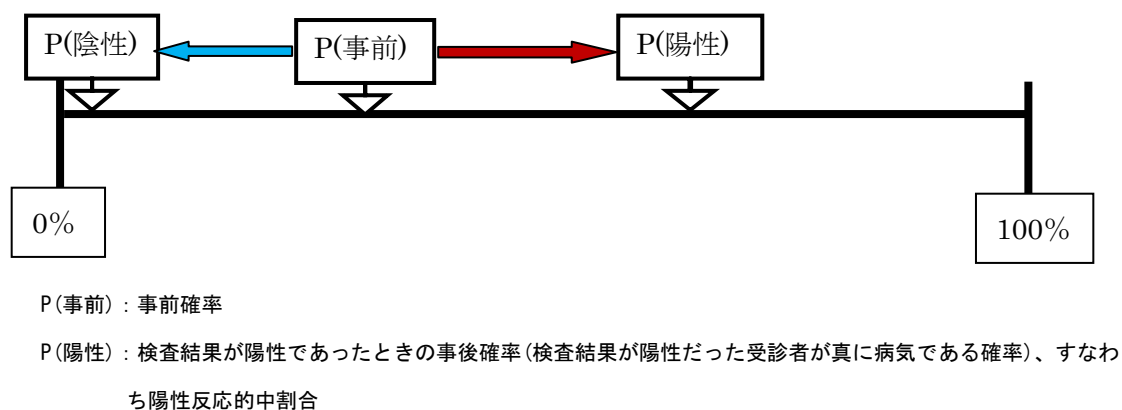 P(陰性) P(事前) P(陽性)
0% 100%
P(事前)：事前確率
P(陽性)：検査結果が陽性であったときの事後確率(検査結果が陽性だった受診者が真に病気である確率)、すなわ
ち陽性反応的中割合